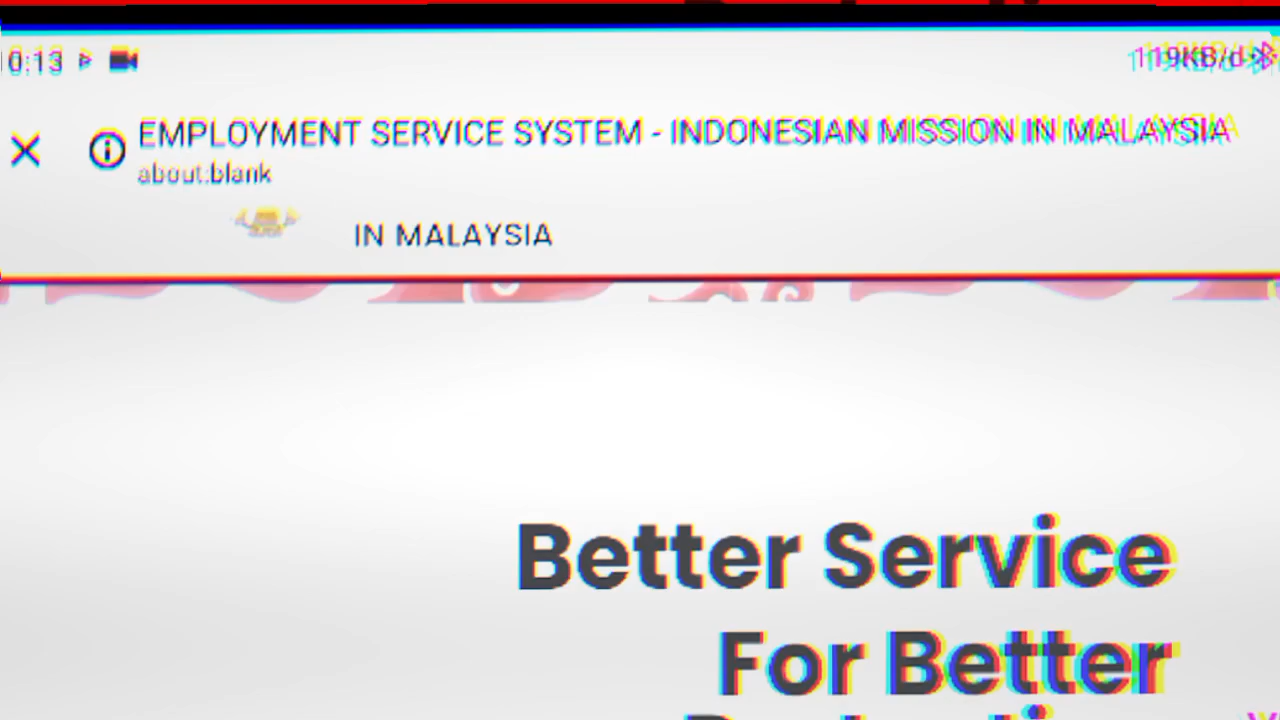 0:13
119KB/d
EMPLOYMENT SERVICE SYSTEM - INDONESIAN MISSION IN MALAYSIA
about:blank
IN MALAYSIA
Better Service
For Better